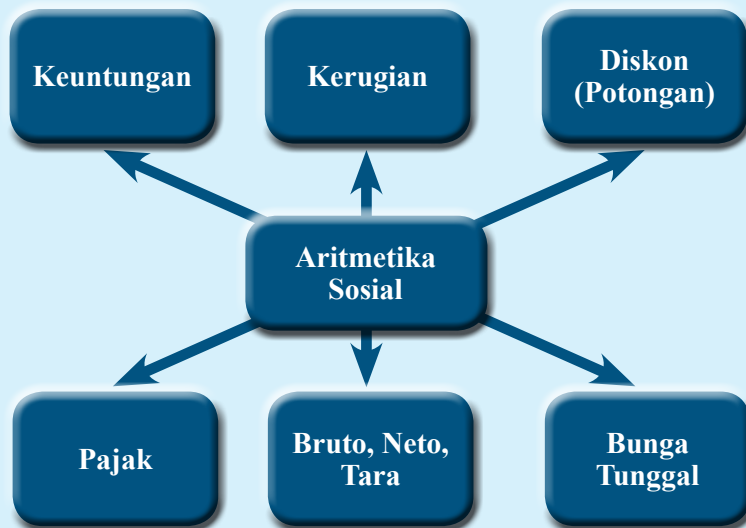 Keuntungan
Kerugian
Diskon
(Potongan)
Aritmetika
Sosial
Pajak
Bruto, Neto,
Tara
Bunga
Tunggal